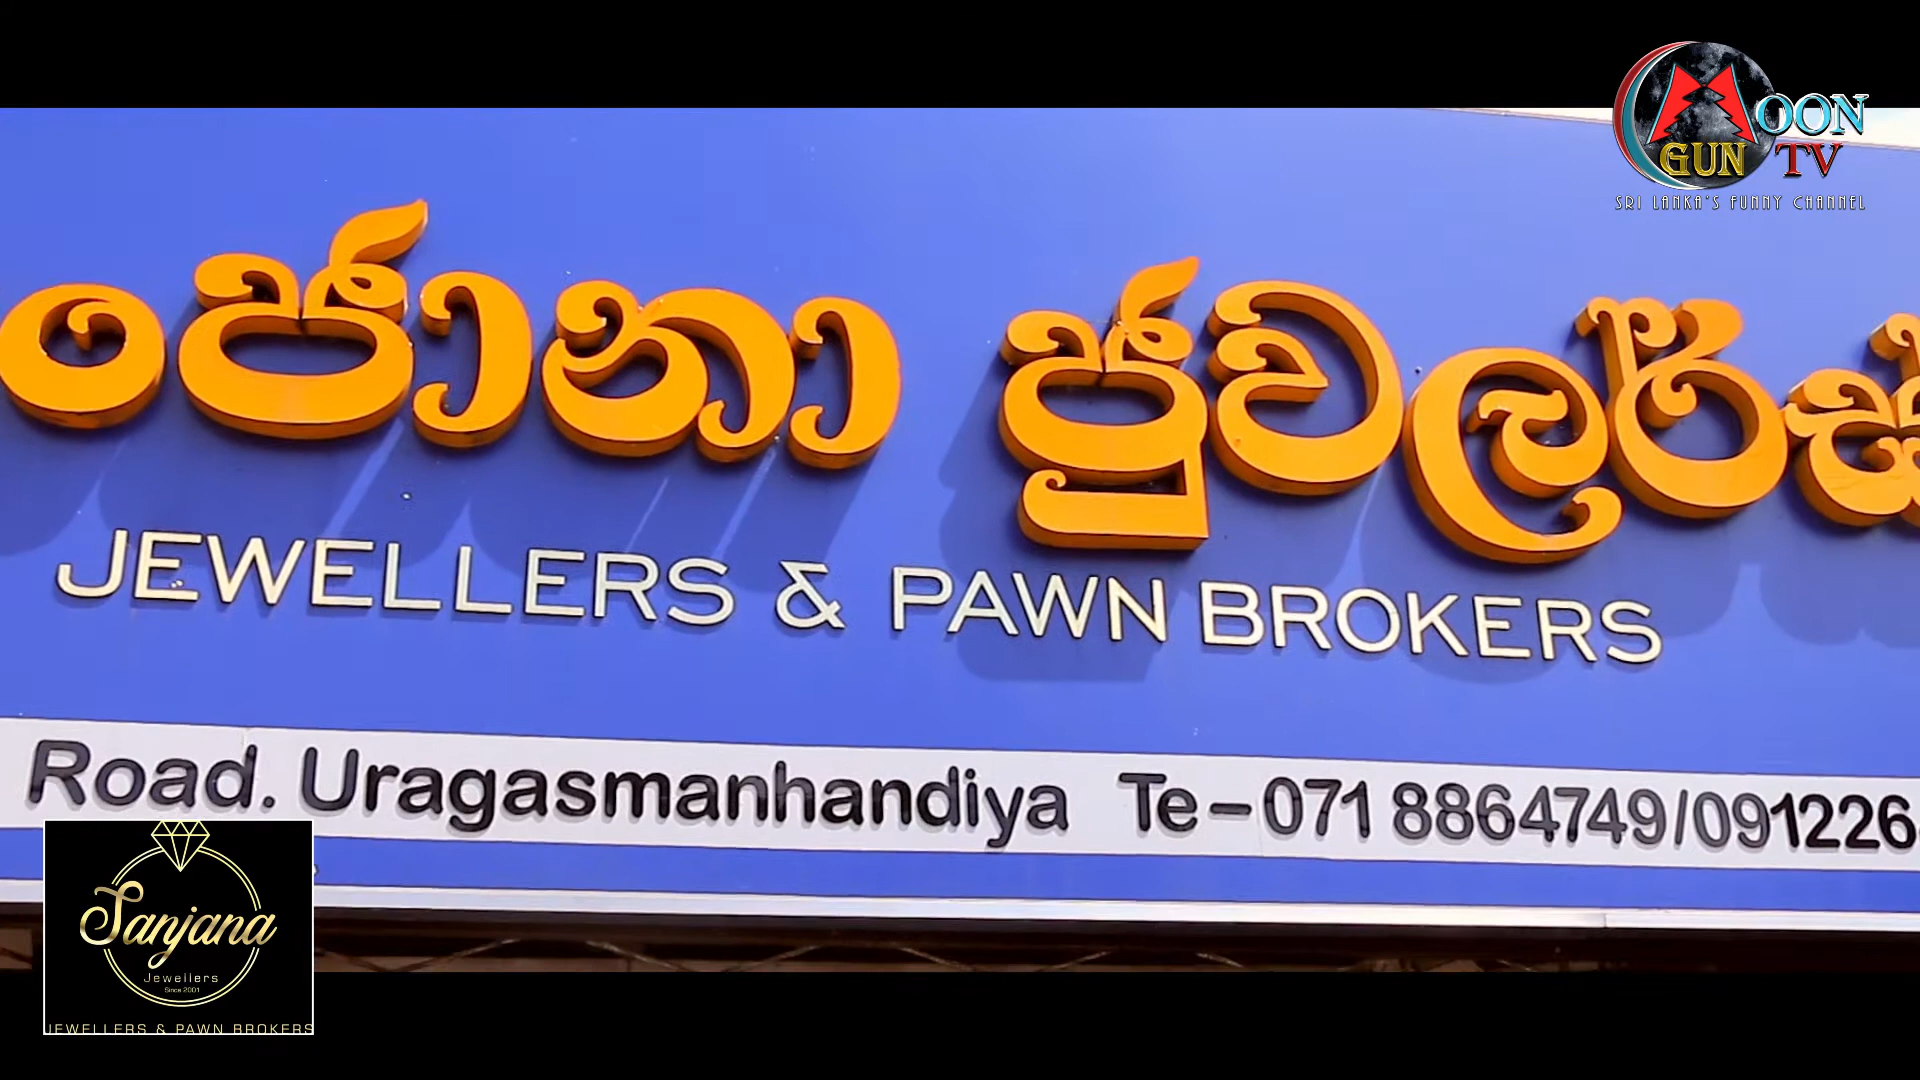 MOON
GUN TV
SRI LANKA'S FUNNY CHANNEL
ංජානා ජුවලර්ස්
JEWELLERS & PAWN BROKERS
Road. Uragasmanhandiya Te-071 8864749/091226
Sanjana
Jewellers
Since 2001
JEWELLERS & PAWN BROKERS